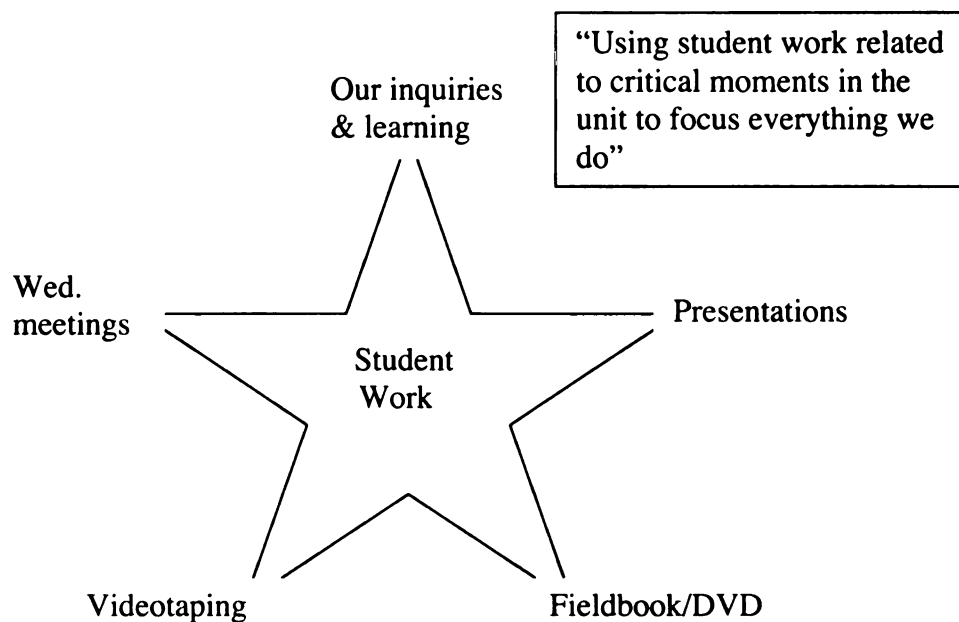 “Using student work related
to critical moments in the
unit to focus everything we
do”
Our inquiries
& learning
Wed.
meetings
Presentations
Student
Work
Videotaping
Fieldbook/DVD